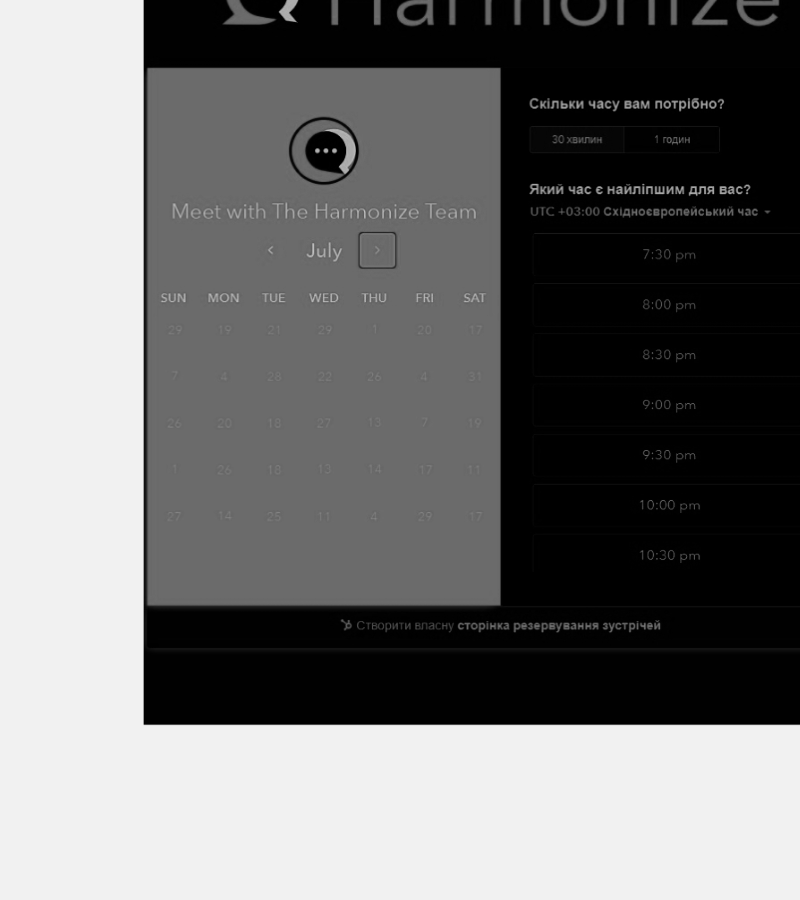 Harmonize
Meet with The Harmonize Team
July
SUN MON TUE WED THU FRI SAT
29 19 21 29 1 20 17
7 4 28 22 26 4 31
26 20 18 27 13 7 19
1 26 18 13 14 17 11
27 14 25 11 4 29 17
Скільки часу вам потрібно?
30 хвилин 1 годин
Який час є найліпшим для вас?
UTC +03:00 Східноєвропейський час
7:30 pm
8:00 pm
8:30 pm
9:00 pm
9:30 pm
10:00 pm
10:30 pm
Створити власну сторінка резервування зустрічей